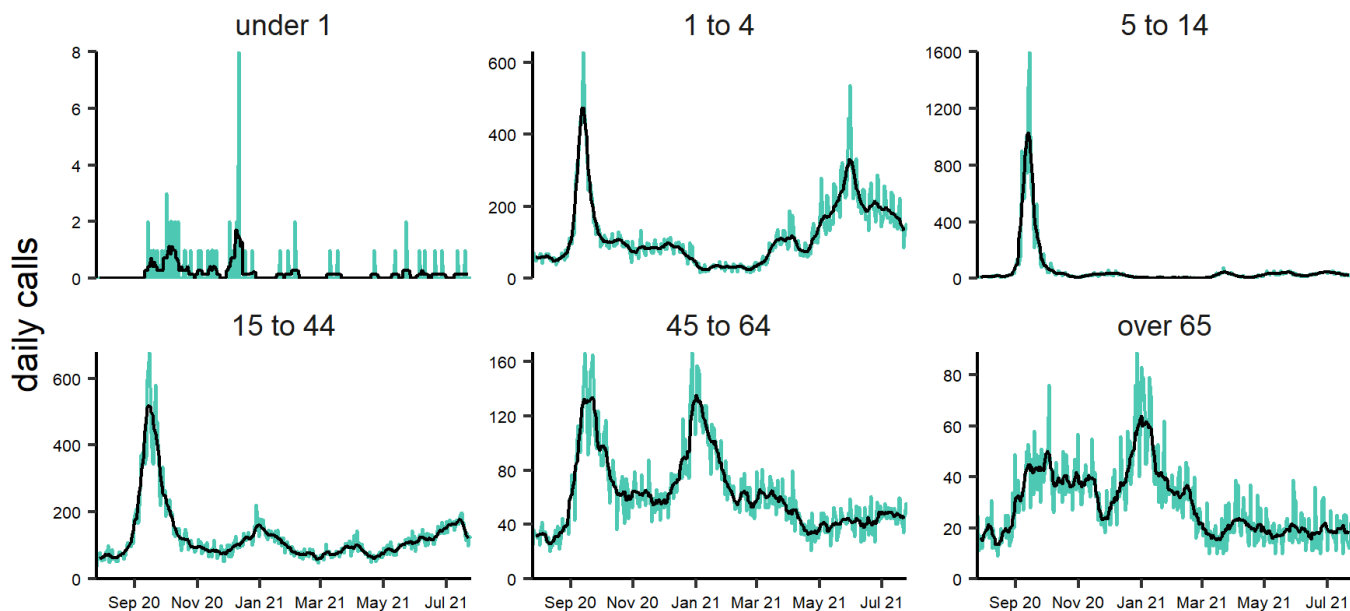 under 1
1 to 4
5 to 14
8
6
4
2
0
600
400
200
0
1600
1200
800
400
0
daily calls
15 to 44
45 to 64
over 65
600
400
200
0
160
120
80
40
0
80
60
40
20
0
Sep 20 Nov 20 Jan 21 Mar 21 May 21 Jul 21
Sep 20 Nov 20 Jan 21 Mar 21 May 21 Jul 21
Sep 20 Nov 20 Jan 21 Mar 21 May 21 Jul 21